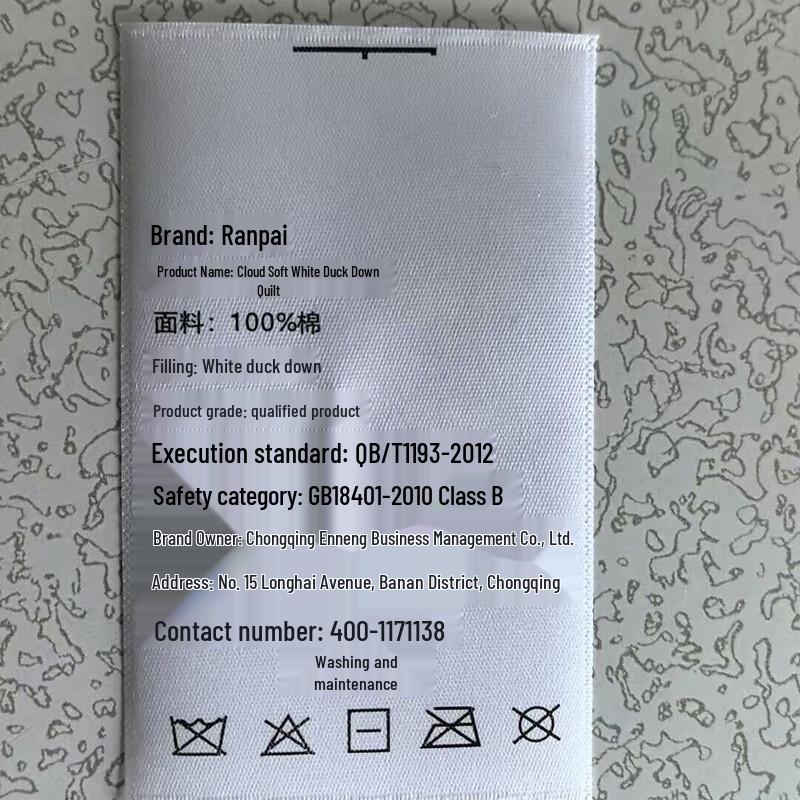 Brand: Ranpai
Product Name: Cloud Soft White Duck Down
Quilt
面料：100%棉
Filling: White duck down
Product grade: qualified product
Execution standard: QB/T1193-2012
Safety category: GB18401-2010 Class B
Brand Owner: Chongqing Enneng Business Management Co., Ltd.
Address: No. 15 Longhai Avenue, Banan District, Chongqing
Contact number: 400-1171138
Washing and
maintenance